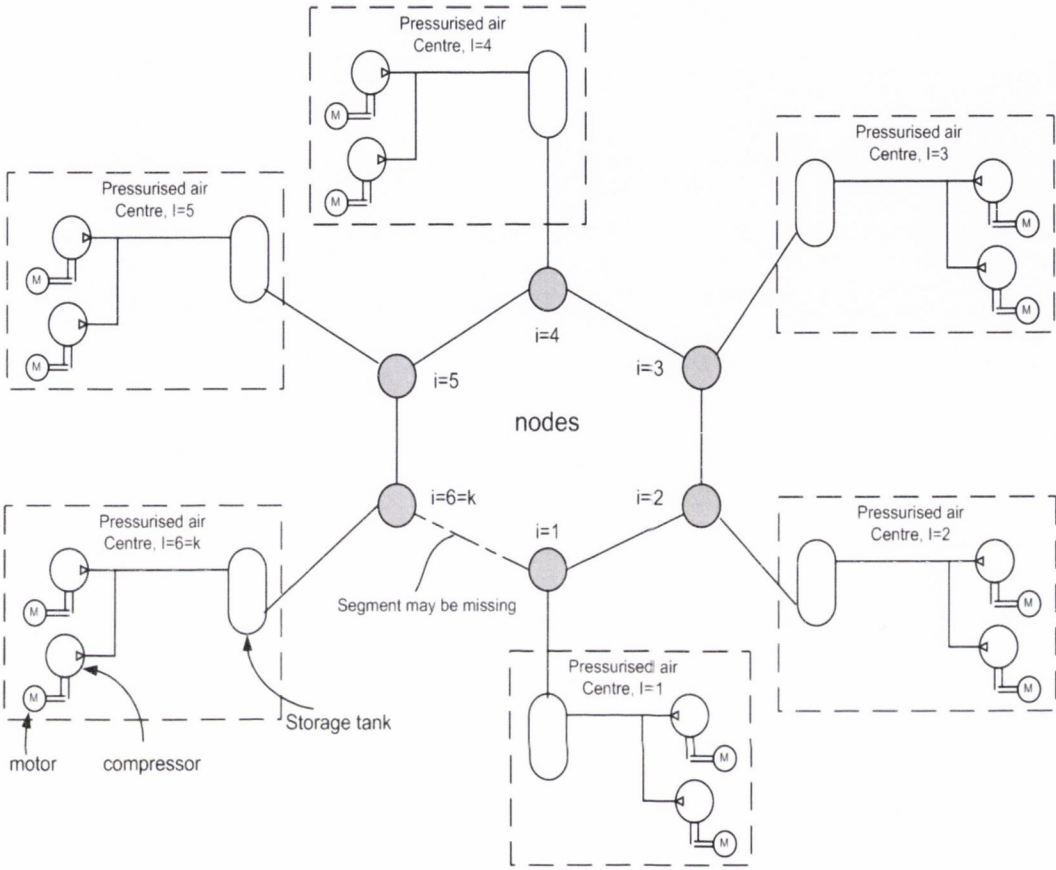 Pressurised air
Centre, I=4
M
M
Pressurised air
Centre, I=3
M
M
Pressurised air
Centre, I=5
M
M
i=4
i=3
i=5
nodes
i=6=k
i=2
i=1
Pressurised air
Centre, I=6=k
M
M
Pressurised air
Centre, I=2
M
M
Segment may be missing
Pressurised air
Centre, I=1
M
M
Storage tank
motor
compressor